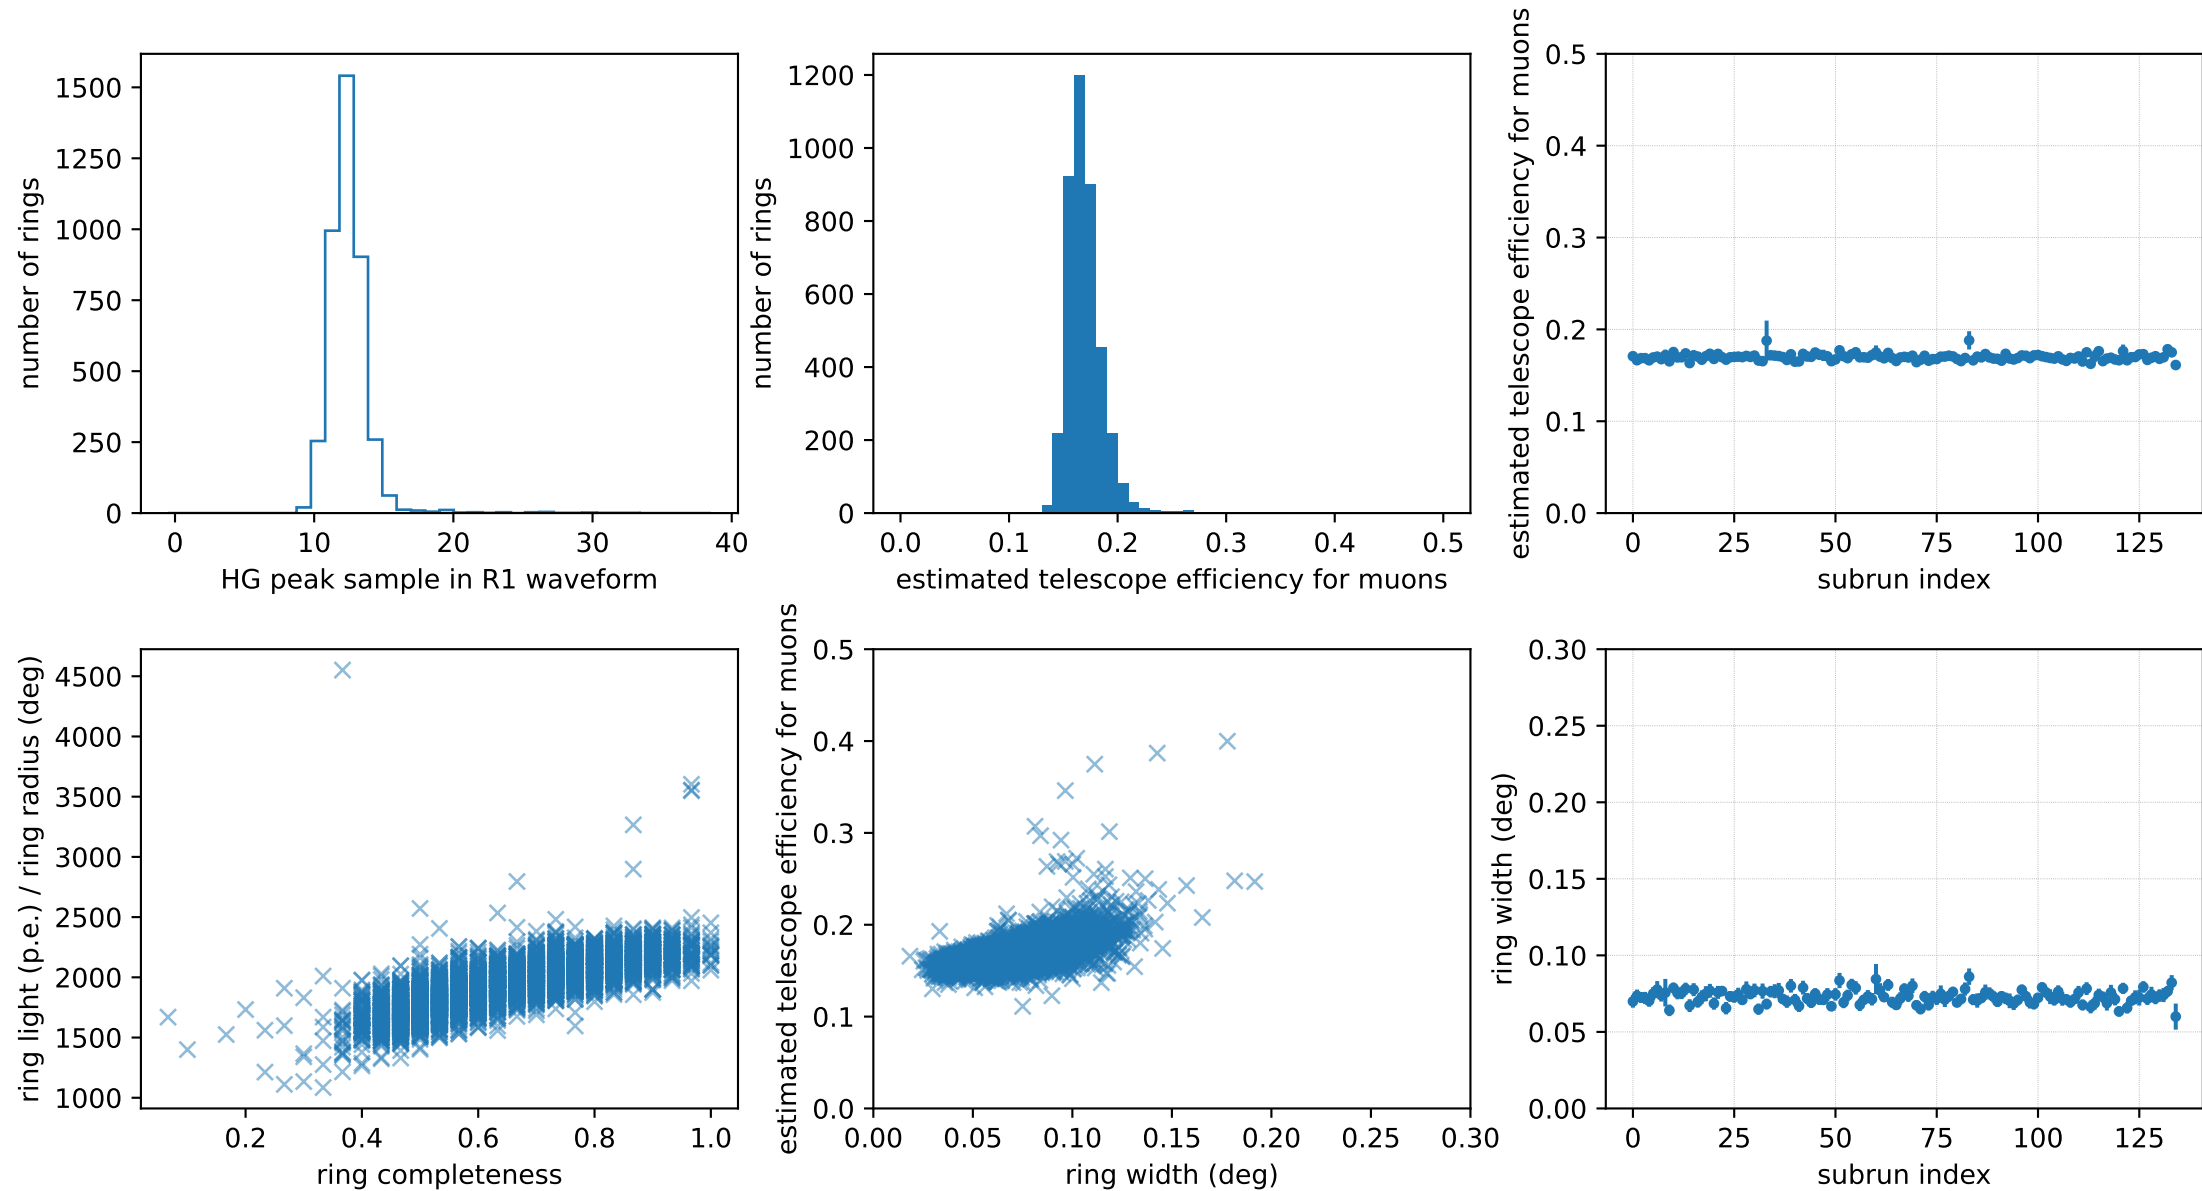 number of rings
1500
1250
1000
750
500
250
0
0 10 20 30 40
HG peak sample in R1 waveform
number of rings
1200
1000
800
600
400
200
0
0.0 0.1 0.2 0.3 0.4 0.5
estimated telescope efficiency for muons
estimated telescope efficiency for muons
0.5
0.4
0.3
0.2
0.1
0.0
0 25 50 75 100 125
subrun index
ring light (p.e.) / ring radius (deg)
4500
4000
3500
3000
2500
2000
1500
1000
0.2 0.4 0.6 0.8 1.0
ring completeness
estimated telescope efficiency for muons
0.5
0.4
0.3
0.2
0.1
0.0
0.00 0.05 0.10 0.15 0.20 0.25 0.30
ring width (deg)
ring width (deg)
0.30
0.25
0.20
0.15
0.10
0.05
0.00
0 25 50 75 100 125
subrun index